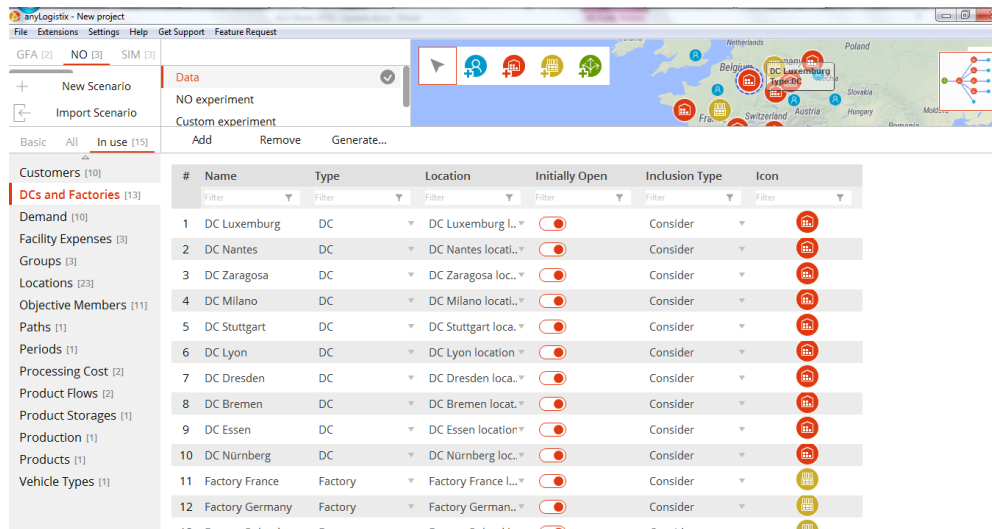 anyLogistix - New project
File Extensions Settings Help Get Support Feature Request
GFA [2] NO [3] SIM [3]
New Scenario
Import Scenario
Data
NO experiment
Custom experiment
Netherlands
Poland
Belgium
DC Luxemburg
Type:DC
Slovakia
Switzerland Austria Hungary
Basic All In use [15]
Add Remove Generate...
Customers [10]
DCs and Factories [13]
Demand [10]
Facility Expenses [3]
Groups [3]
Locations [23]
Objective Members [11]
Paths [1]
Periods [1]
Processing Cost [2]
Product Flows [2]
Product Storages [1]
Production [1]
Products [1]
Vehicle Types [1]
# Name Type Location Initially Open Inclusion Type Icon
Filter Filter Filter Filter Filter Filter
1 DC Luxemburg DC DC Luxemburg l.. Consider
2 DC Nantes DC DC Nantes locati.. Consider
3 DC Zaragosa DC DC Zaragosa loc.. Consider
4 DC Milano DC DC Milano locati.. Consider
5 DC Stuttgart DC DC Stuttgart loca. Consider
6 DC Lyon DC DC Lyon location Consider
7 DC Dresden DC DC Dresden loca.. Consider
8 DC Bremen DC DC Bremen locat. Consider
9 DC Essen DC DC Essen location Consider
10 DC Nürnberg DC DC Nürnberg loc.. Consider
11 Factory France Factory Factory France l... Consider
12 Factory Germany Factory Factory German.. Consider